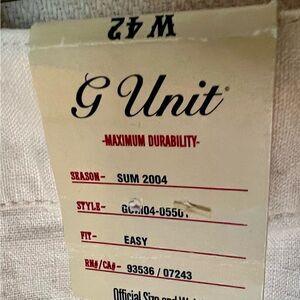 W 42
G Unit
-MAXIMUM DURABILITY-
SEASON- SUM 2004
STYLE-
FIT- EASY
RN#/CA#- 93536 / 07243
Official Size and